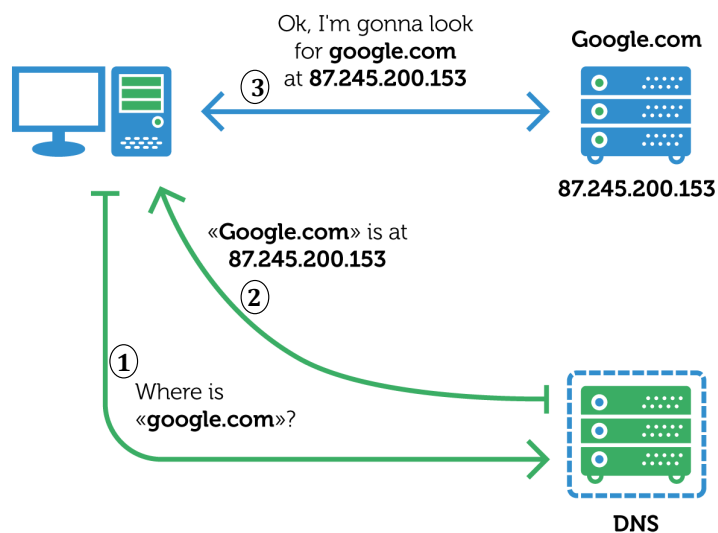 Ok, I'm gonna look
for google.com
at 87.245.200.153
3
Google.com
87.245.200.153
«Google.com» is at
87.245.200.153
2
1
Where is
«google.com»?
DNS